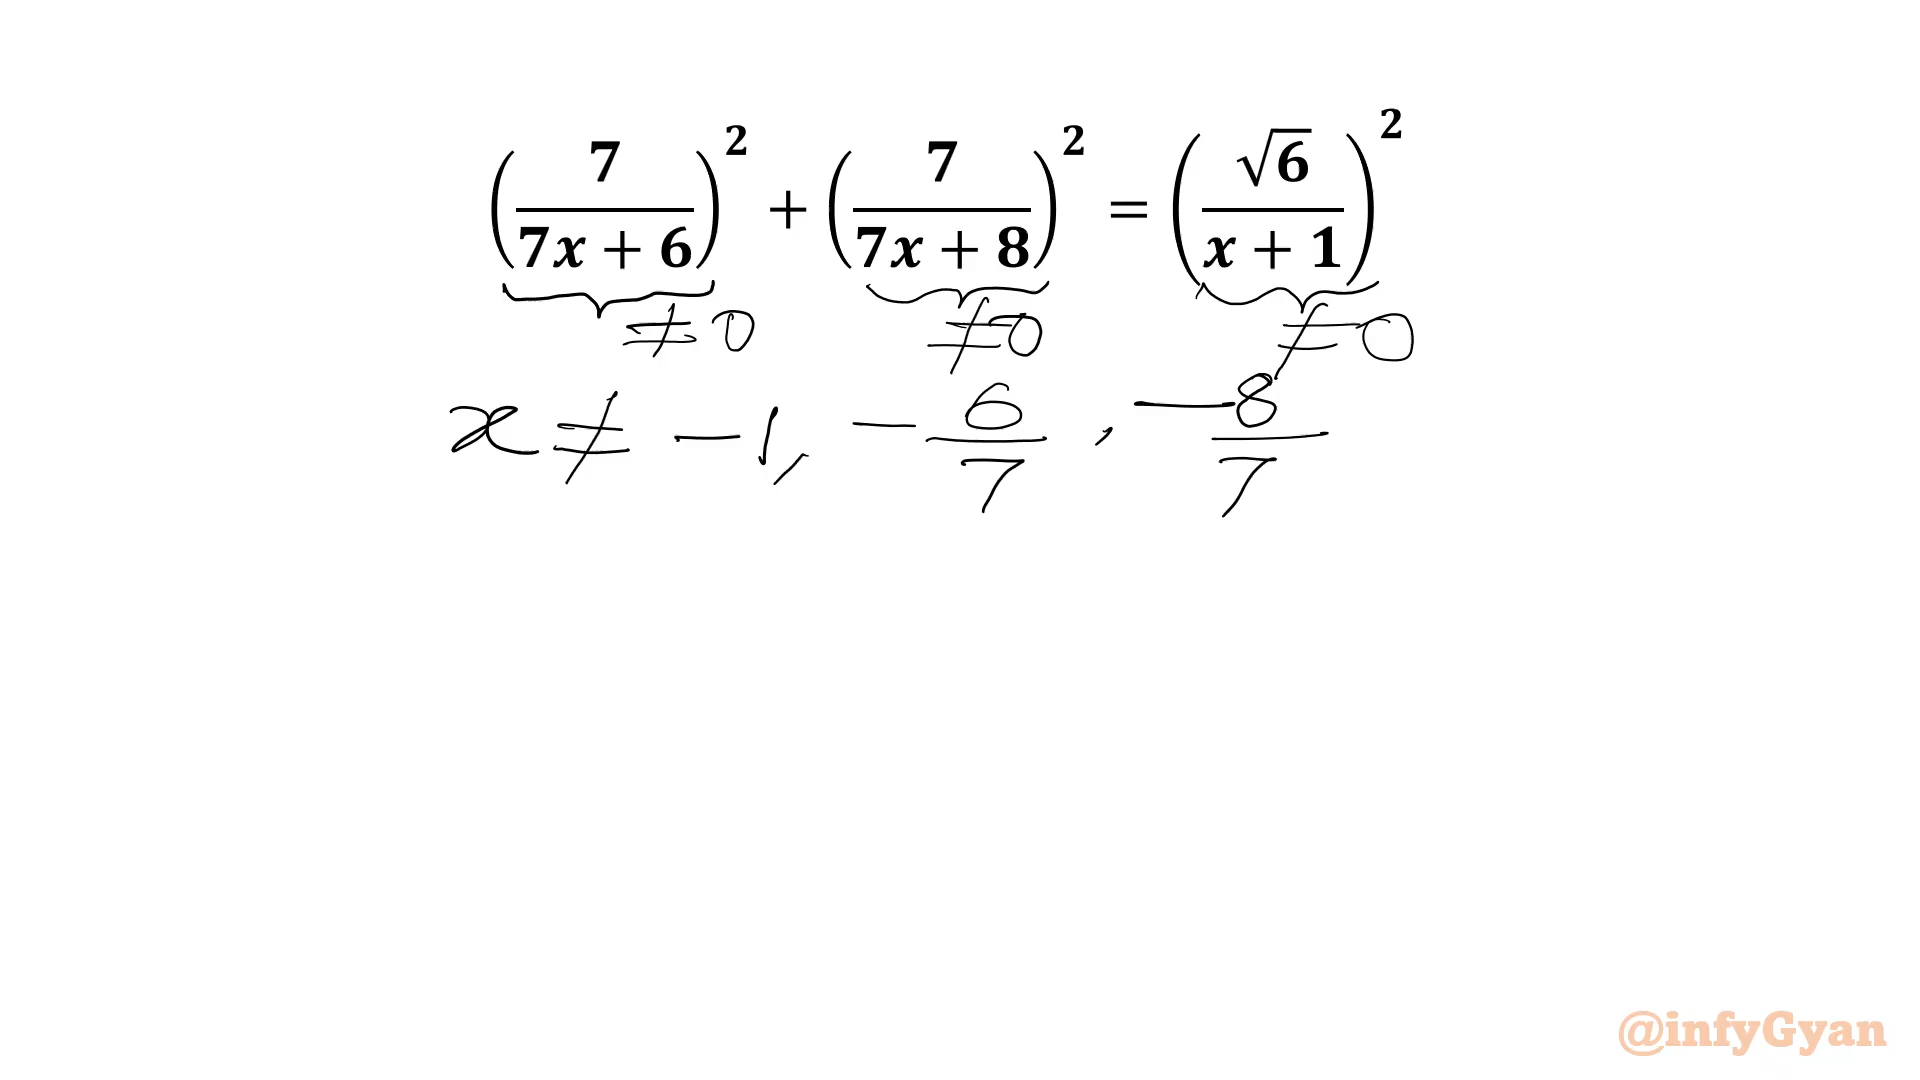 (7/(7x + 6))² + (7/(7x + 8))² = (√6/(x + 1))²
≠ 0 ≠ 0 ≠ 0
x ≠ − 1, − 6/7 , − 8/7
@infyGyan